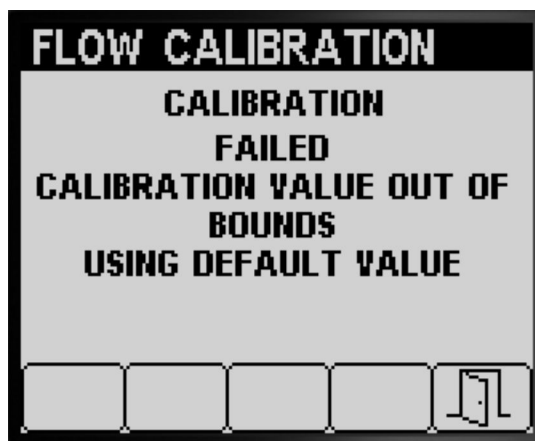 FLOW CALIBRATION
CALIBRATION
FAILED
CALIBRATION VALUE OUT OF
BOUNDS
USING DEFAULT VALUE